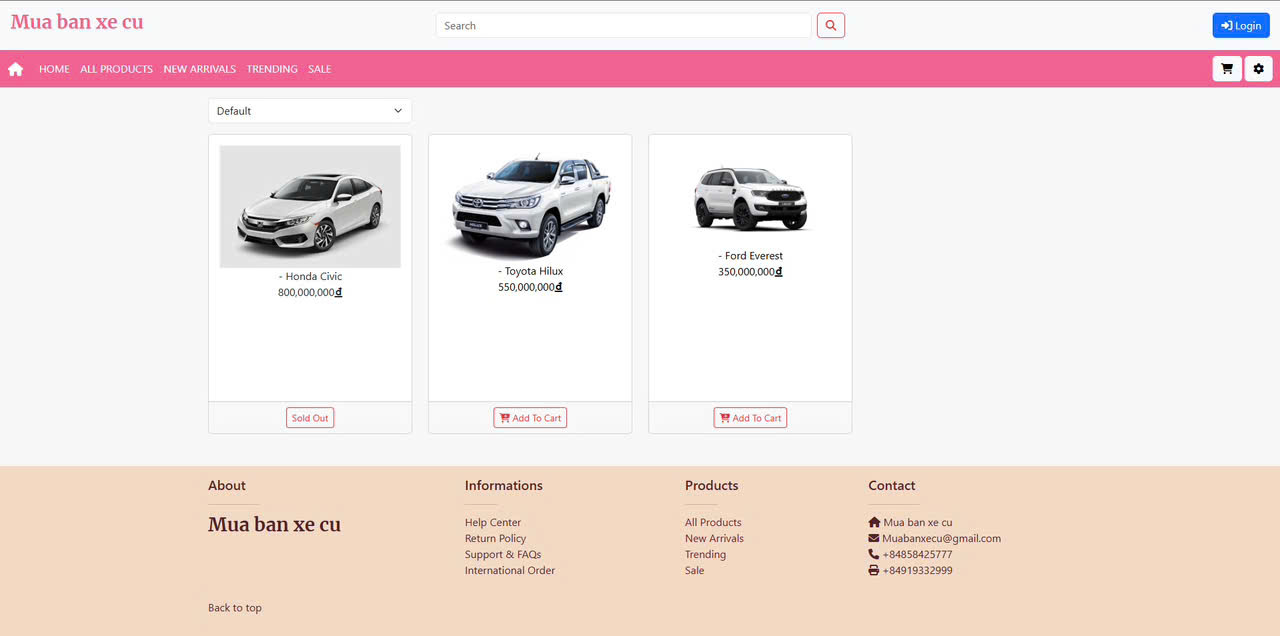 Mua ban xe cu
Search
Login
HOME ALL PRODUCTS NEW ARRIVALS TRENDING SALE
Default
- Honda Civic
800,000,000₫
Sold Out
HILUX
- Toyota Hilux
550,000,000₫
Add To Cart
- Ford Everest
350,000,000₫
Add To Cart
About
Mua ban xe cu
Informations
Help Center
Return Policy
Support & FAQs
International Order
Products
All Products
New Arrivals
Trending
Sale
Contact
Mua ban xe cu
Muabanxecu@gmail.com
+84858425777
+84919332999
Back to top